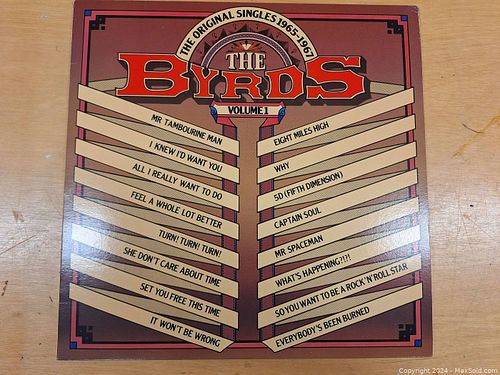 THE ORIGINAL SINGLES 1965-1967
THE
BYRDS
VOLUME 1
MR TAMBOURINE MAN
I KNEW I'D WANT YOU
ALL I REALLY WANT TO DO
FEEL A WHOLE LOT BETTER
TURN! TURN! TURN!
SHE DON'T CARE ABOUT TIME
SET YOU FREE THIS TIME
IT WON'T BE WRONG
EIGHT MILES HIGH
WHY
5D (FIFTH DIMENSION)
CAPTAIN SOUL
MR SPACEMAN
WHAT'S HAPPENING?!?!
SO YOU WANT TO BE A ROCK 'N' ROLL STAR
EVERYBODY'S BEEN BURNED
Copyright © 2024 - MaxSold.com